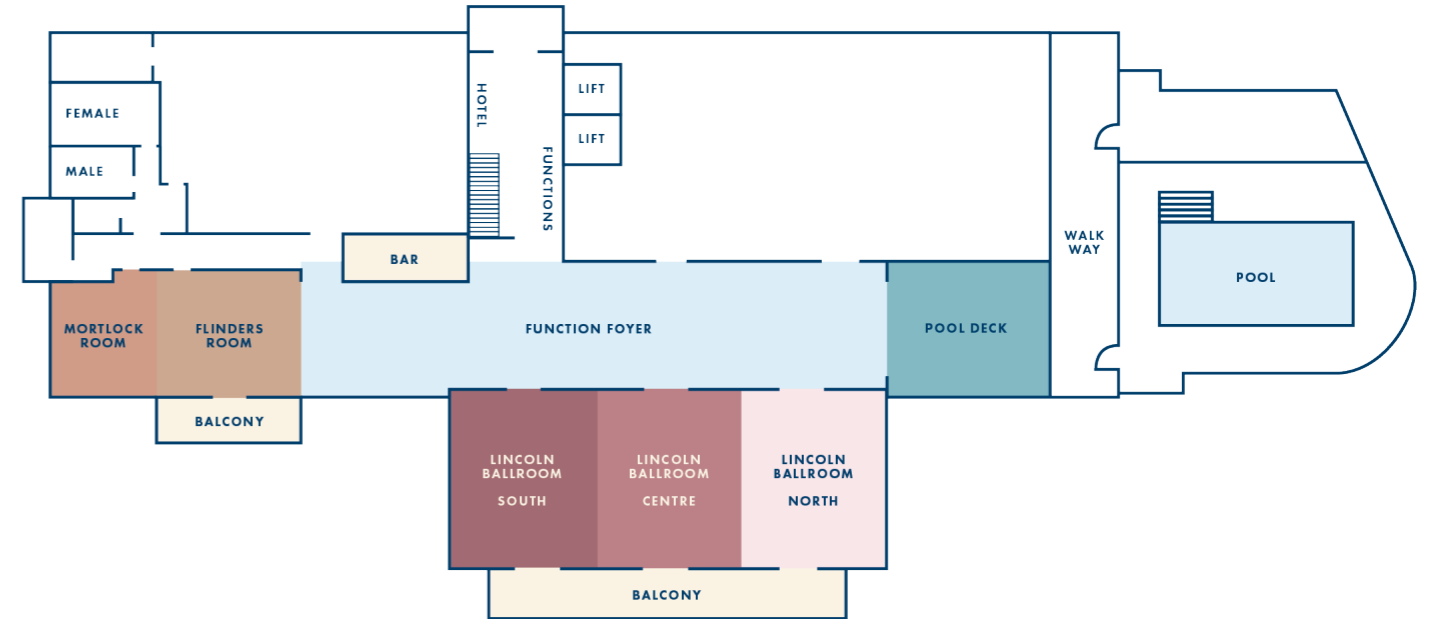 FEMALE
MALE
HOTEL
FUNCTIONS
LIFT
LIFT
WALK
WAY
POOL
BAR
MORTLOCK
ROOM
FLINDERS
ROOM
FUNCTION FOYER
POOL DECK
BALCONY
LINCOLN
BALLROOM
SOUTH
LINCOLN
BALLROOM
CENTRE
LINCOLN
BALLROOM
NORTH
BALCONY